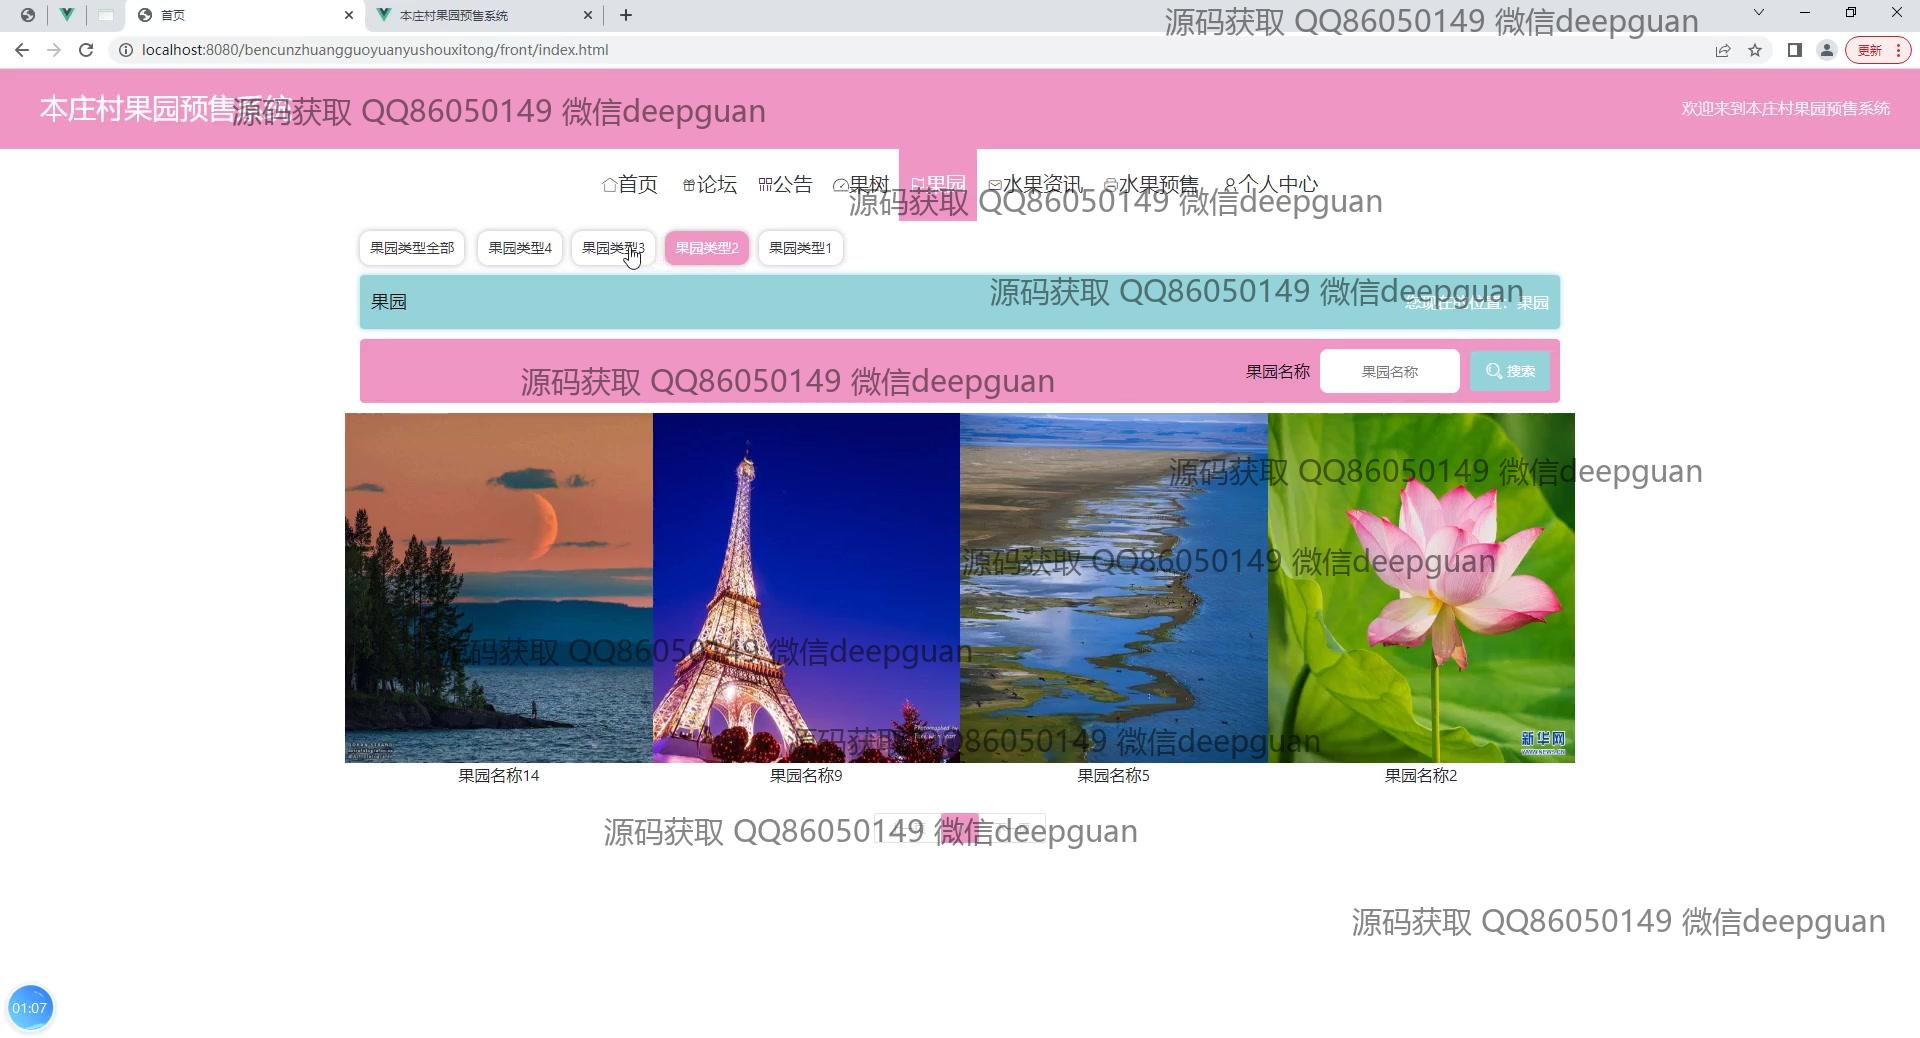 首页
本庄村果园预售系统
源码获取 QQ86050149 微信deepguan
localhost:8080/bencunzhuangguoyuanyushouxitong/front/index.html
更新
本庄村果园预售系统
源码获取 QQ86050149 微信deepguan
欢迎来到本庄村果园预售系统
首页 论坛 公告 果树 果园 水果资讯 水果预售 个人中心
源码获取 QQ86050149 微信deepguan
果园类型全部 果园类型4 果园类型3 果园类型2 果园类型1
果园
源码获取 QQ86050149 微信deepguan
您现在的位置：果园
源码获取 QQ86050149 微信deepguan
果园名称 果园名称 搜索
源码获取 QQ86050149 微信deepguan
源码获取 QQ86050149 微信deepguan
源码获取 QQ86050149 微信deepguan
源码获取 QQ86050149 微信deepguan
新华网
果园名称14 果园名称9 果园名称5 果园名称2
源码获取 QQ86050149 微信deepguan
源码获取 QQ86050149 微信deepguan
01:07